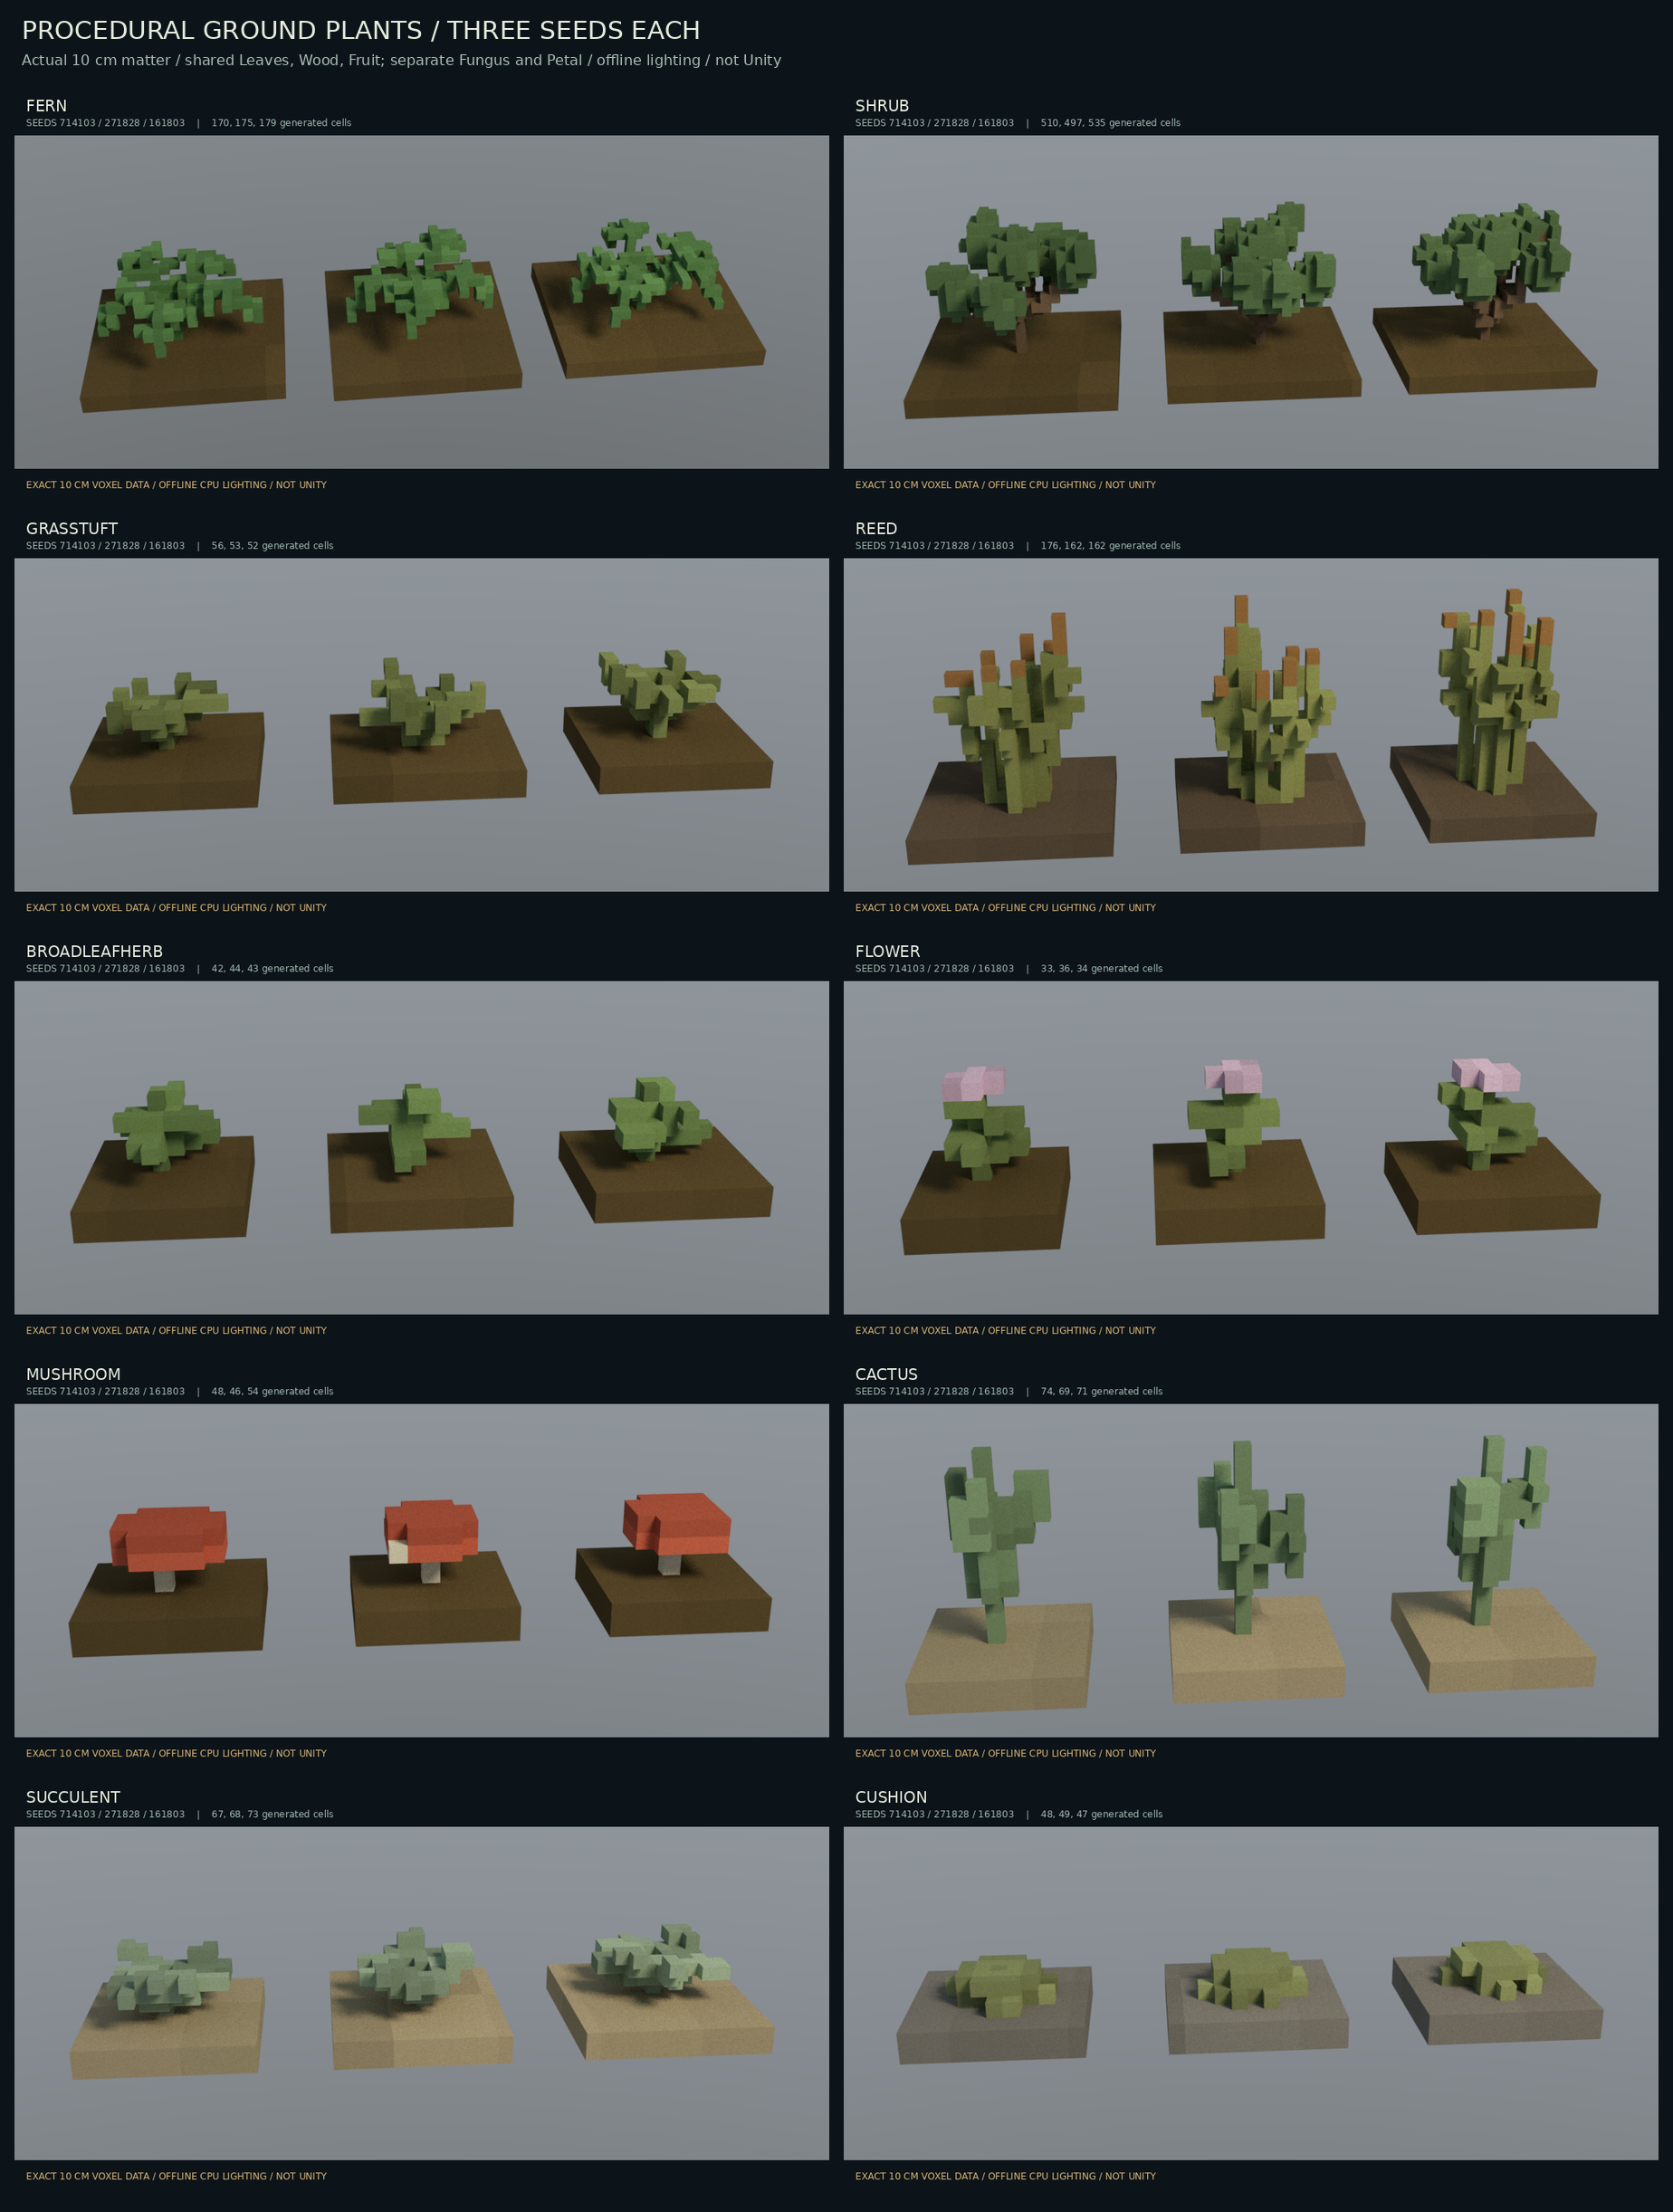 PROCEDURAL GROUND PLANTS / THREE SEEDS EACH
Actual 10 cm matter / shared Leaves, Wood, Fruit; separate Fungus and Petal / offline lighting / not Unity
FERN
SEEDS 714103 / 271828 / 161803 | 170, 175, 179 generated cells
EXACT 10 CM VOXEL DATA / OFFLINE CPU LIGHTING / NOT UNITY
SHRUB
SEEDS 714103 / 271828 / 161803 | 510, 497, 535 generated cells
EXACT 10 CM VOXEL DATA / OFFLINE CPU LIGHTING / NOT UNITY
GRASSTUFT
SEEDS 714103 / 271828 / 161803 | 56, 53, 52 generated cells
EXACT 10 CM VOXEL DATA / OFFLINE CPU LIGHTING / NOT UNITY
REED
SEEDS 714103 / 271828 / 161803 | 176, 162, 162 generated cells
EXACT 10 CM VOXEL DATA / OFFLINE CPU LIGHTING / NOT UNITY
BROADLEAFHERB
SEEDS 714103 / 271828 / 161803 | 42, 44, 43 generated cells
EXACT 10 CM VOXEL DATA / OFFLINE CPU LIGHTING / NOT UNITY
FLOWER
SEEDS 714103 / 271828 / 161803 | 33, 36, 34 generated cells
EXACT 10 CM VOXEL DATA / OFFLINE CPU LIGHTING / NOT UNITY
MUSHROOM
SEEDS 714103 / 271828 / 161803 | 48, 46, 54 generated cells
EXACT 10 CM VOXEL DATA / OFFLINE CPU LIGHTING / NOT UNITY
CACTUS
SEEDS 714103 / 271828 / 161803 | 74, 69, 71 generated cells
EXACT 10 CM VOXEL DATA / OFFLINE CPU LIGHTING / NOT UNITY
SUCCULENT
SEEDS 714103 / 271828 / 161803 | 67, 68, 73 generated cells
EXACT 10 CM VOXEL DATA / OFFLINE CPU LIGHTING / NOT UNITY
CUSHION
SEEDS 714103 / 271828 / 161803 | 48, 49, 47 generated cells
EXACT 10 CM VOXEL DATA / OFFLINE CPU LIGHTING / NOT UNITY